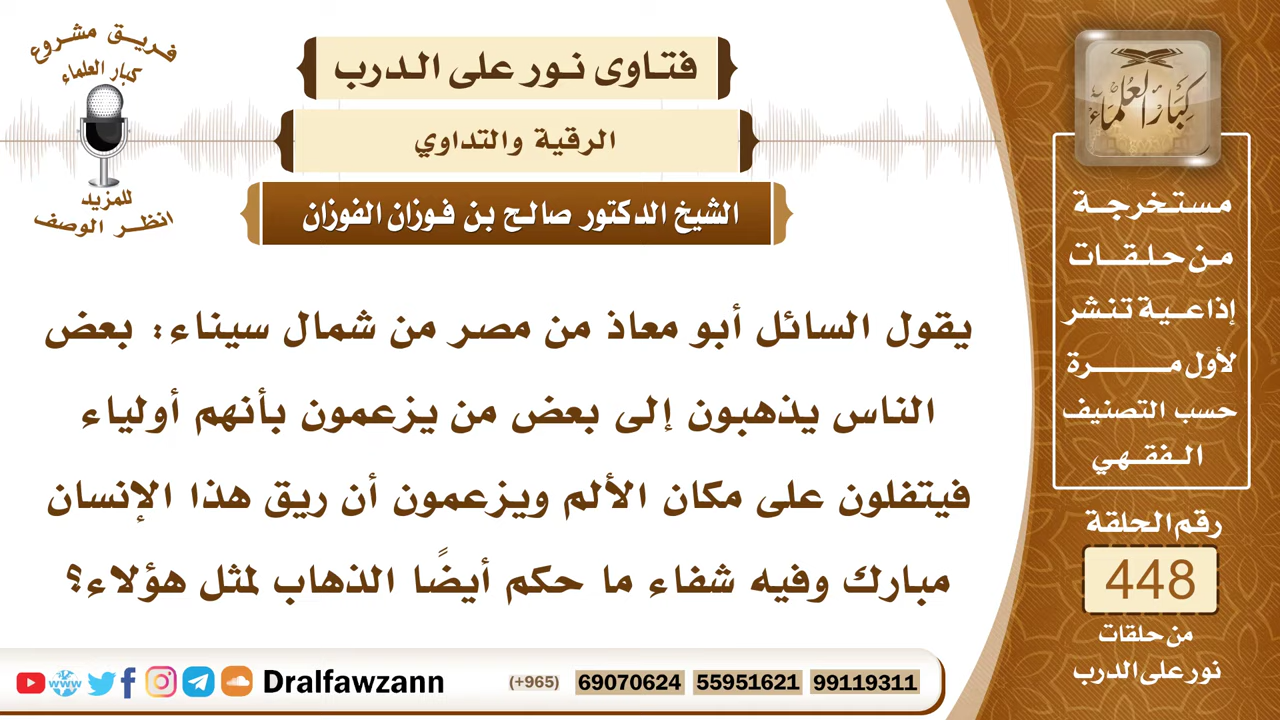 فريق مشروع
كبار العلماء
للمزيد
انظر الوصف
فتاوى نور على الدرب
الرقية والتداوي
الشيخ الدكتور صالح بن فوزان الفوزان
يقول السائل أبو معاذ من مصر من شمال سيناء: بعض
الناس يذهبون إلى بعض من يزعمون بأنهم أولياء
فيتفلون على مكان الألم ويزعمون أن ريق هذا الإنسان
مبارك وفيه شفاء ما حكم أيضًا الذهاب لمثل هؤلاء؟
كبار العلماء
مستخرجة
من حلقات
إذاعية تنشر
لأول مرة
حسب التصنيف
الفقهي
رقم الحلقة
448
من حلقات
نور على الدرب
WWW
Dralfawzann (+965) 69070624 55951621 99119311